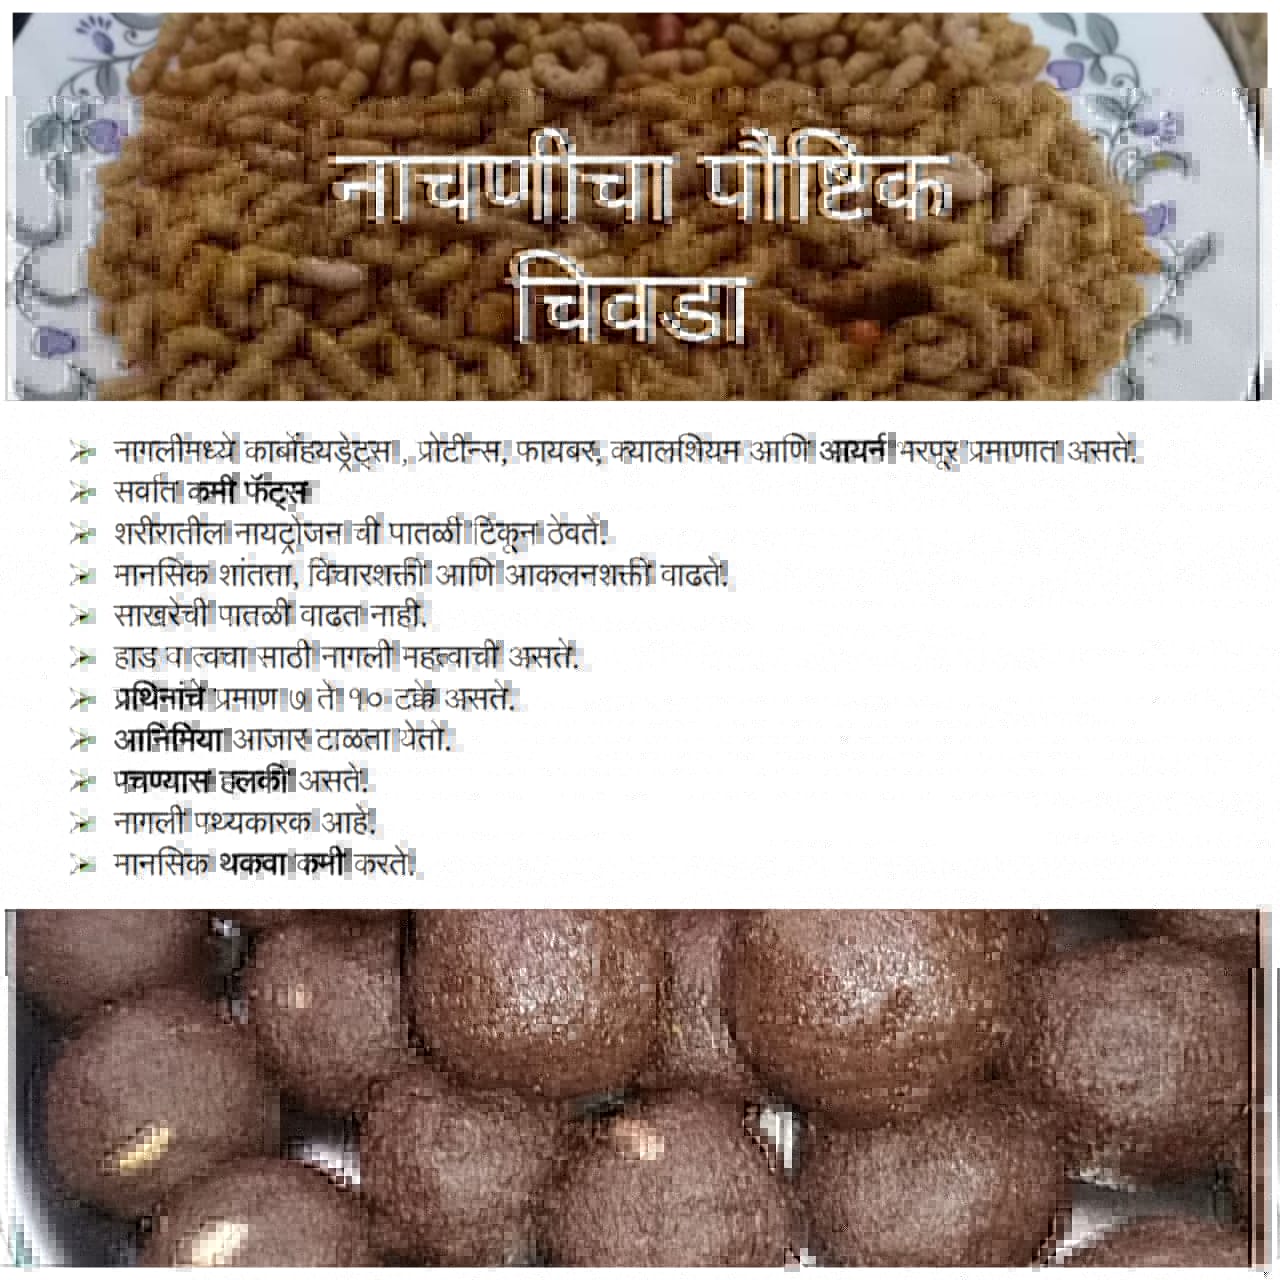 नाचणीचा पौष्टिक
चिवडा
नागलीमध्ये कार्बोहयड्रेट्स , प्रोटीन्स, फायबर, क्यालशियम आणि आयर्न भरपूर प्रमाणात असते.
सर्वात कमी फॅट्स
शरीरातील नायट्रोजन ची पातळी टिकून ठेवते.
मानसिक शांतता, विचारशक्ती आणि आकलनशक्ती वाढते.
साखरेची पातळी वाढत नाही.
हाड व त्वचा साठी नागली महत्वाची असते.
प्रथिनांचे प्रमाण ७ ते १० टक्के असते.
आनिमिया आजार टाळता येतो.
पचण्यास हलकी असते.
नागली पथ्यकारक आहे.
मानसिक थकवा कमी करते.